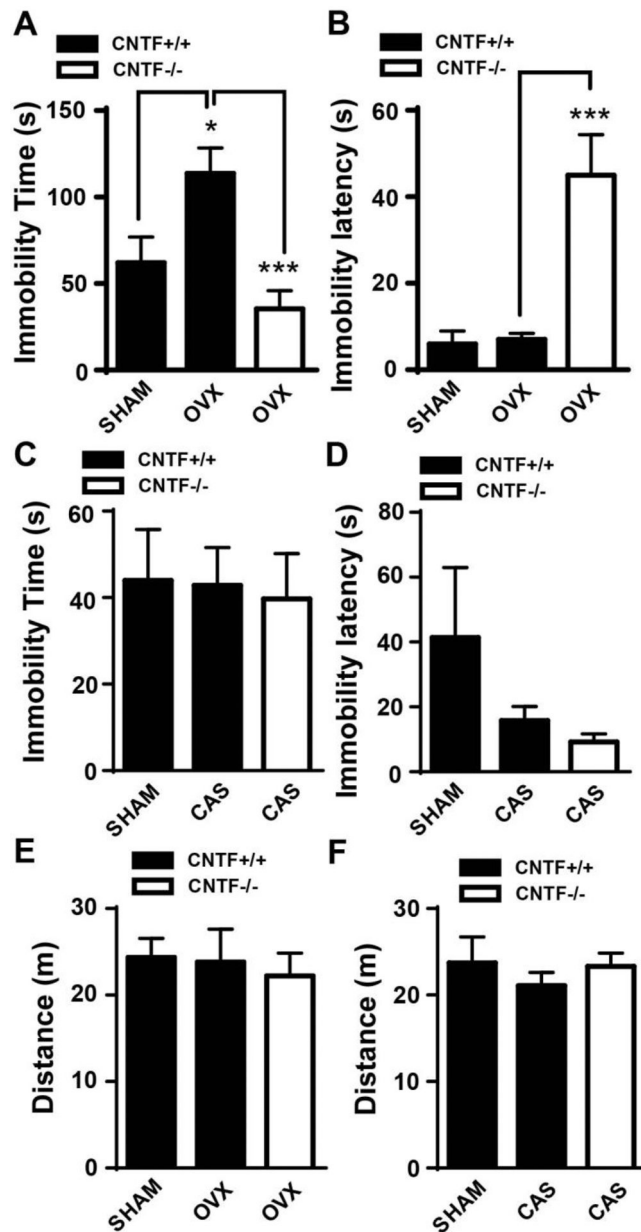 A
CNTF+/+
CNTF-/-
Immobility Time (s)
150
100
50
0
*
***
SHAM
OVX
OVX
B
CNTF+/+
CNTF-/-
Immobility latency (s)
60
40
20
0
***
SHAM
OVX
OVX
C
CNTF+/+
CNTF-/-
Immobility Time (s)
60
40
20
0
SHAM
CAS
CAS
D
CNTF+/+
CNTF-/-
Immobility latency (s)
80
60
40
20
0
SHAM
CAS
CAS
E
CNTF+/+
CNTF-/-
Distance (m)
30
20
10
0
SHAM
OVX
OVX
F
CNTF+/+
CNTF-/-
Distance (m)
30
20
10
0
SHAM
CAS
CAS